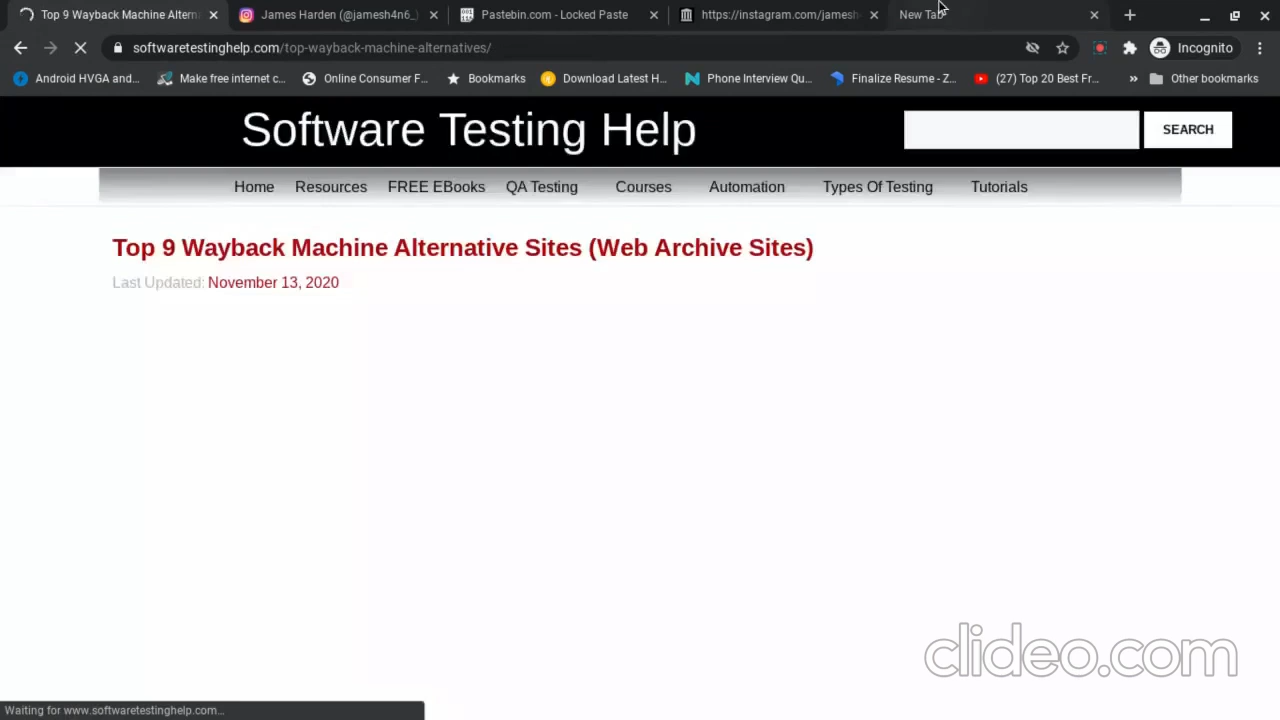 Top 9 Wayback Machine Altern
James Harden (@jamesh4n6_)
Pastebin.com - Locked Paste
https://instagram.com/jamesh
New Tab
softwaretestinghelp.com/top-wayback-machine-alternatives/
Incognito
Android HVGA and...
Make free internet c...
Online Consumer F...
Bookmarks
Download Latest H...
Phone Interview Qu...
Finalize Resume - Z...
(27) Top 20 Best Fr...
»
Other bookmarks
Software Testing Help
SEARCH
Home Resources FREE EBooks QA Testing Courses Automation Types Of Testing Tutorials
Top 9 Wayback Machine Alternative Sites (Web Archive Sites)
Last Updated: November 13, 2020
clideo.com
Waiting for www.softwaretestinghelp.com...